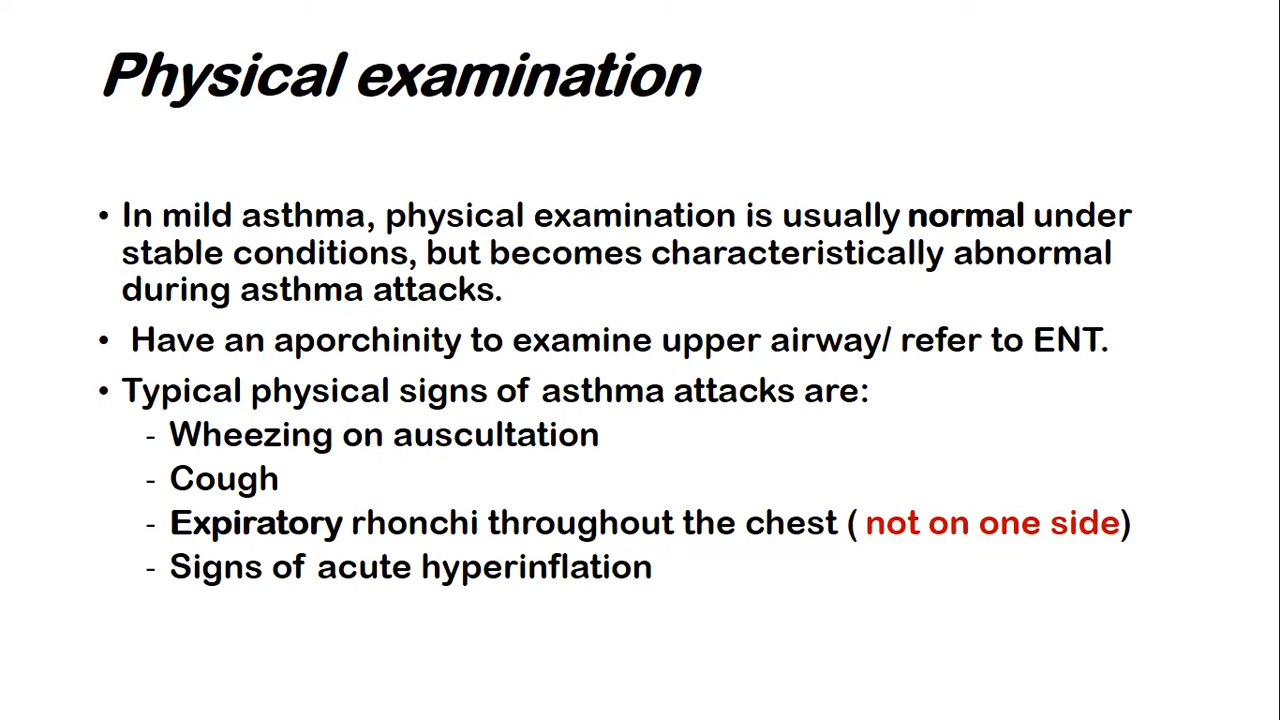 Physical examination
• In mild asthma, physical examination is usually normal under
stable conditions, but becomes characteristically abnormal
during asthma attacks.
• Have an aporchinity to examine upper airway/ refer to ENT.
• Typical physical signs of asthma attacks are:
- Wheezing on auscultation
- Cough
- Expiratory rhonchi throughout the chest ( not on one side)
- Signs of acute hyperinflation